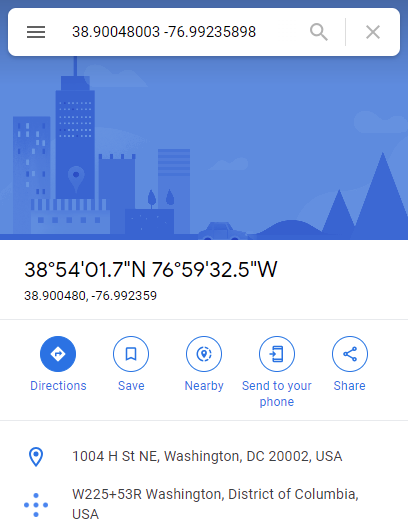 38.90048003 -76.99235898
38°54'01.7"N 76°59'32.5"W
38.900480, -76.992359
Directions
Save
Nearby
Send to your
phone
Share
1004 H St NE, Washington, DC 20002, USA
W225+53R Washington, District of Columbia,
USA